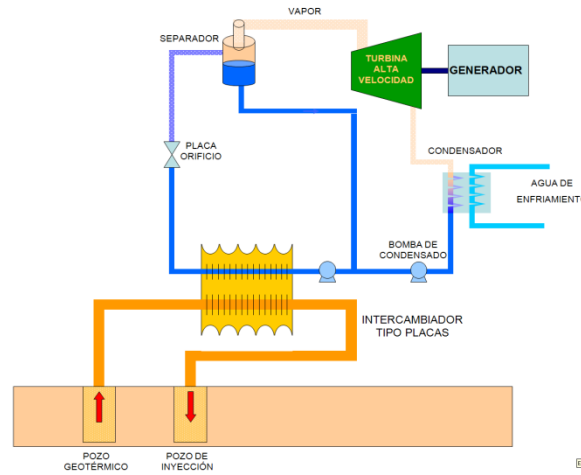 VAPOR
SEPARADOR
TURBINA
ALTA
VELOCIDAD
GENERADOR
PLACA
ORIFICIO
CONDENSADOR
AGUA DE
ENFRIAMIENTO
BOMBA DE
CONDENSADO
INTERCAMBIADOR
TIPO PLACAS
POZO
GEOTÉRMICO
POZO DE
INYECCIÓN